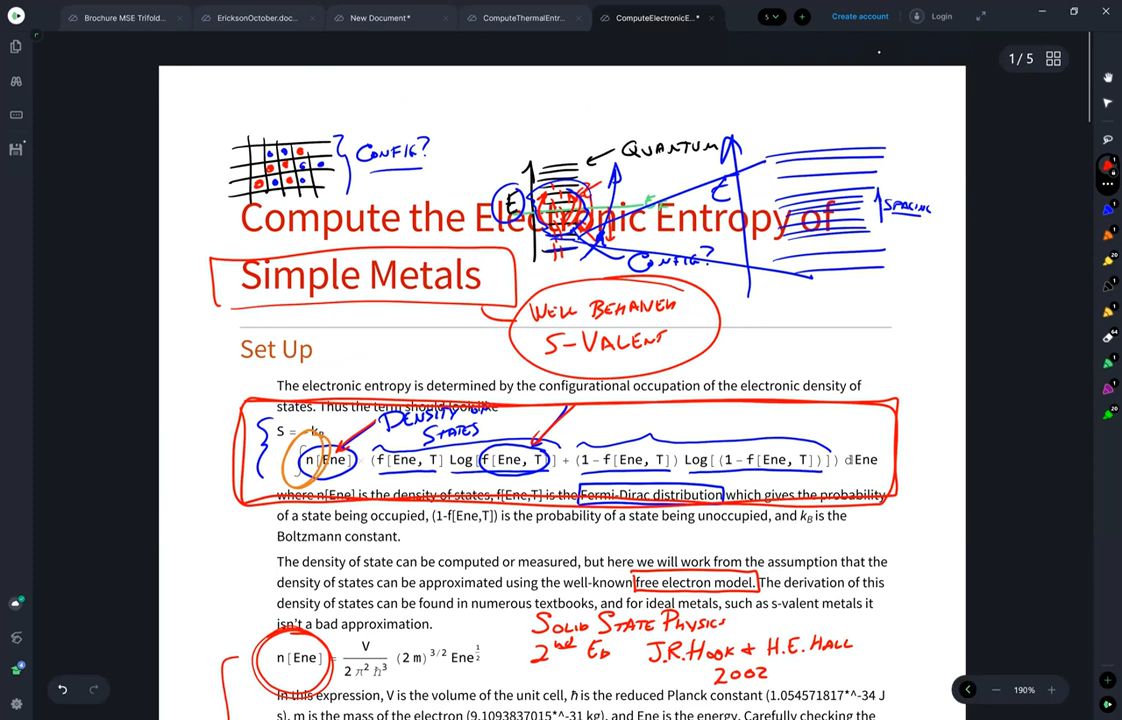 Brochure MSE Trifold...
EricksonOctober.doc...
New Document*
ComputeThermalEntr...
ComputeElectronicE... *
5
Create account
Login
1 / 5
CONFIG?
QUANTUM
E
E
SPACING
Compute the Electronic Entropy of
CONFIG?
Simple Metals
WELL BEHAVED
S-VALENT
Set Up
The electronic entropy is determined by the configurational occupation of the electronic density of
states. Thus the term should look like
DENSITY OF
STATES
S = -kB
∫n[Ene] (f[Ene, T] Log[f[Ene, T]] + (1 - f[Ene, T]) Log[(1 - f[Ene, T])]) dEne
where n[Ene] is the density of states, f[Ene,T] is the Fermi-Dirac distribution which gives the probability
of a state being occupied, (1-f[Ene,T]) is the probability of a state being unoccupied, and kB is the
Boltzmann constant.
The density of state can be computed or measured, but here we will work from the assumption that the
density of states can be approximated using the well-known free electron model. The derivation of this
density of states can be found in numerous textbooks, and for ideal metals, such as s-valent metals it
isn't a bad approximation.
SOLID STATE PHYSICS
2nd ED J.R. HOOK & H.E. HALL
2002
n[Ene] = V / (2 π² ℏ³) (2 m)^3/2 Ene^1/2
In this expression, V is the volume of the unit cell, ℏ is the reduced Planck constant (1.054571817*^-34 J
s), m is the mass of the electron (9.1093837015*^-31 kg), and Ene is the energy. Carefully checking the
190%